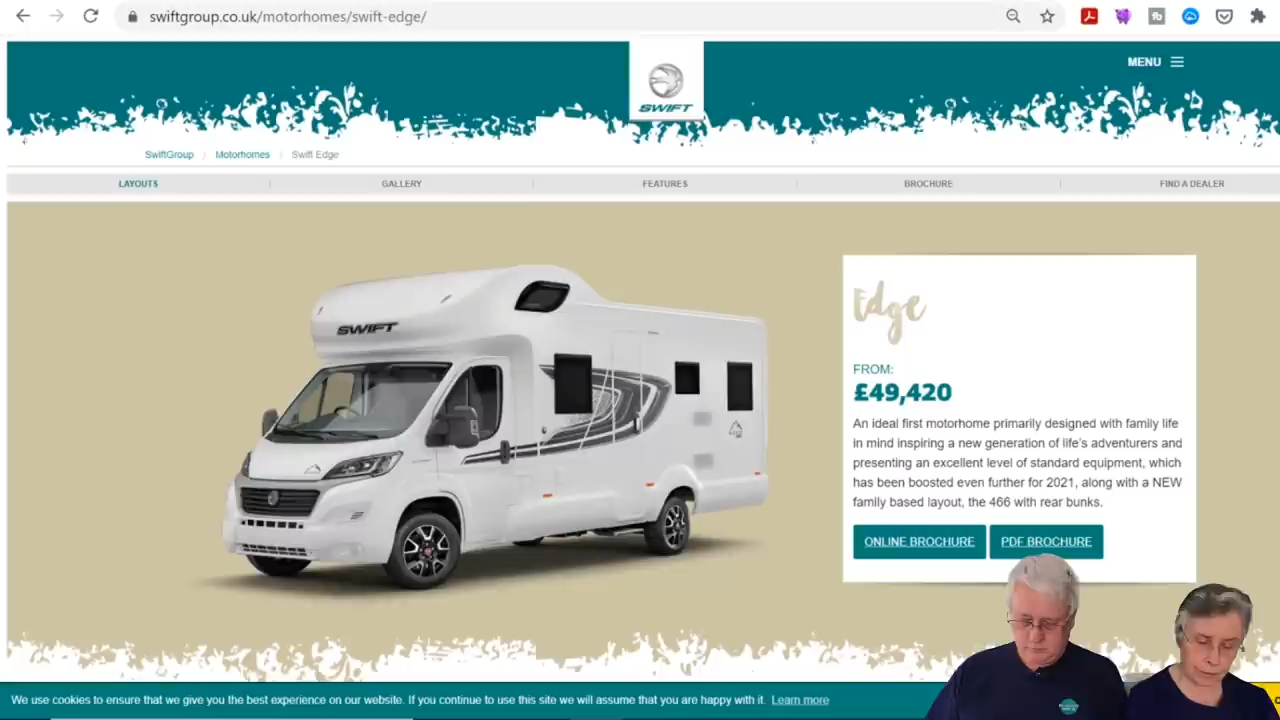 swiftgroup.co.uk/motorhomes/swift-edge/
MENU
SWIFT
SwiftGroup / Motorhomes / Swift Edge
LAYOUTS
GALLERY
FEATURES
BROCHURE
FIND A DEALER
SWIFT
Edge
FROM:
£49,420
An ideal first motorhome primarily designed with family life
in mind inspiring a new generation of life's adventurers and
presenting an excellent level of standard equipment, which
has been boosted even further for 2021, along with a NEW
family based layout, the 466 with rear bunks.
ONLINE BROCHURE
PDF BROCHURE
We use cookies to ensure that we give you the best experience on our website. If you continue to use this site we will assume that you are happy with it. Learn more